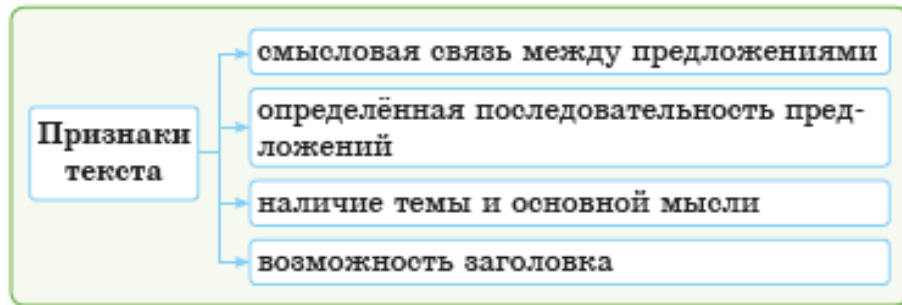 Признаки
текста
смысловая связь между предложениями
определённая последовательность пред-
ложений
наличие темы и основной мысли
возможность заголовка